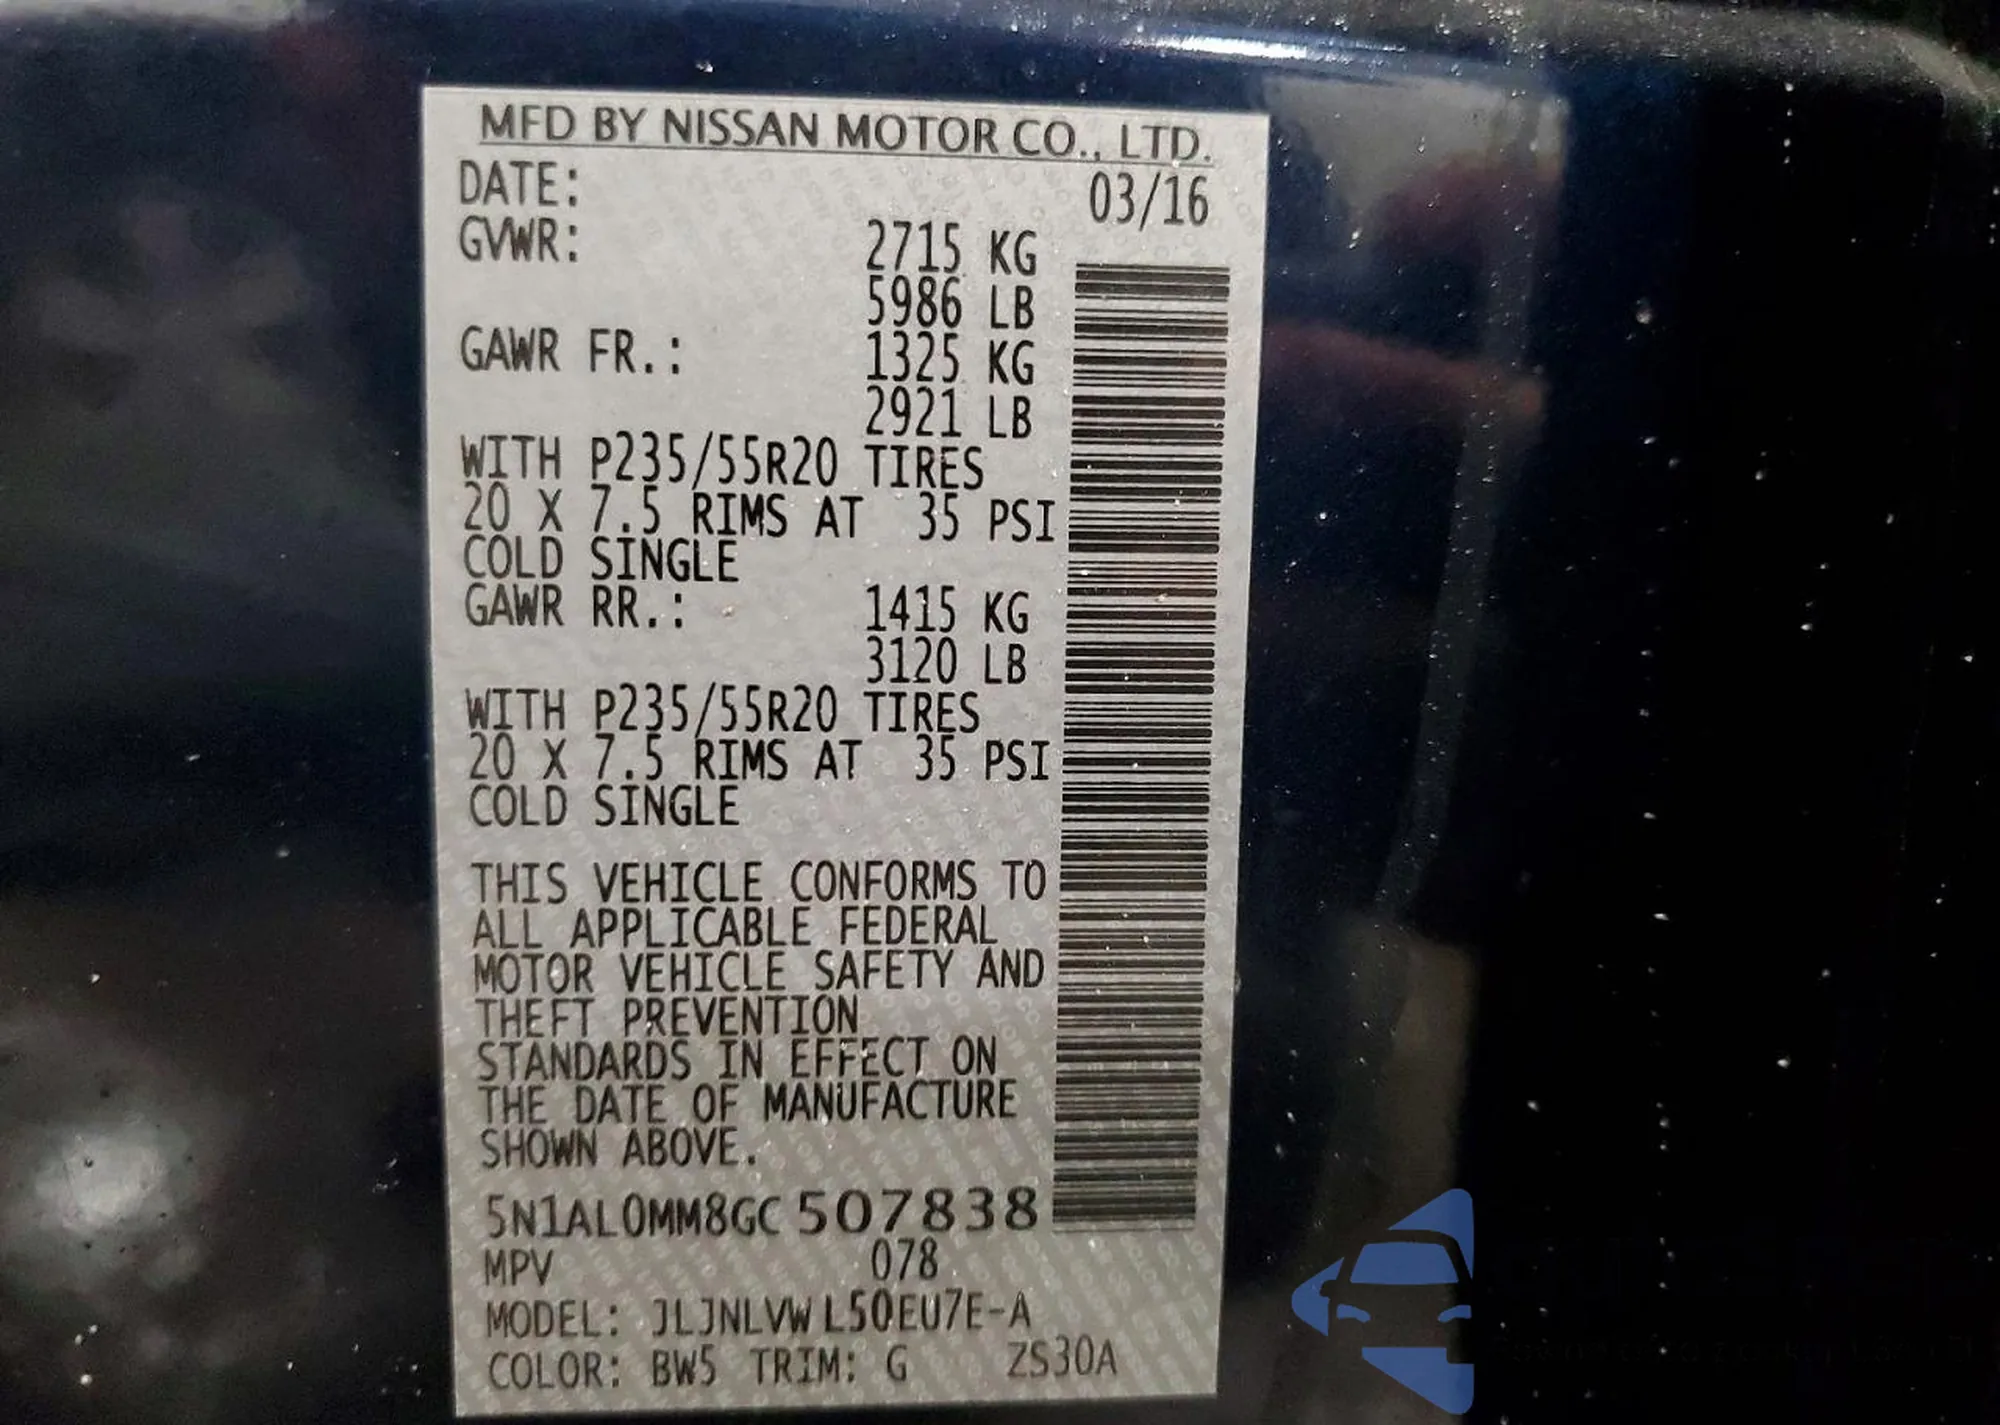 MFD BY NISSAN MOTOR CO., LTD.
DATE: 03/16
GVWR: 2715 KG
5986 LB
GAWR FR.: 1325 KG
2921 LB
WITH P235/55R20 TIRES
20 X 7.5 RIMS AT 35 PSI
COLD SINGLE
GAWR RR.: 1415 KG
3120 LB
WITH P235/55R20 TIRES
20 X 7.5 RIMS AT 35 PSI
COLD SINGLE
THIS VEHICLE CONFORMS TO
ALL APPLICABLE FEDERAL
MOTOR VEHICLE SAFETY AND
THEFT PREVENTION
STANDARDS IN EFFECT ON
THE DATE OF MANUFACTURE
SHOWN ABOVE.
5N1AL0MM8GC507838
MPV 078
MODEL: JLJNLVWL50EU7E-A
COLOR: BW5 TRIM: G ZS30A